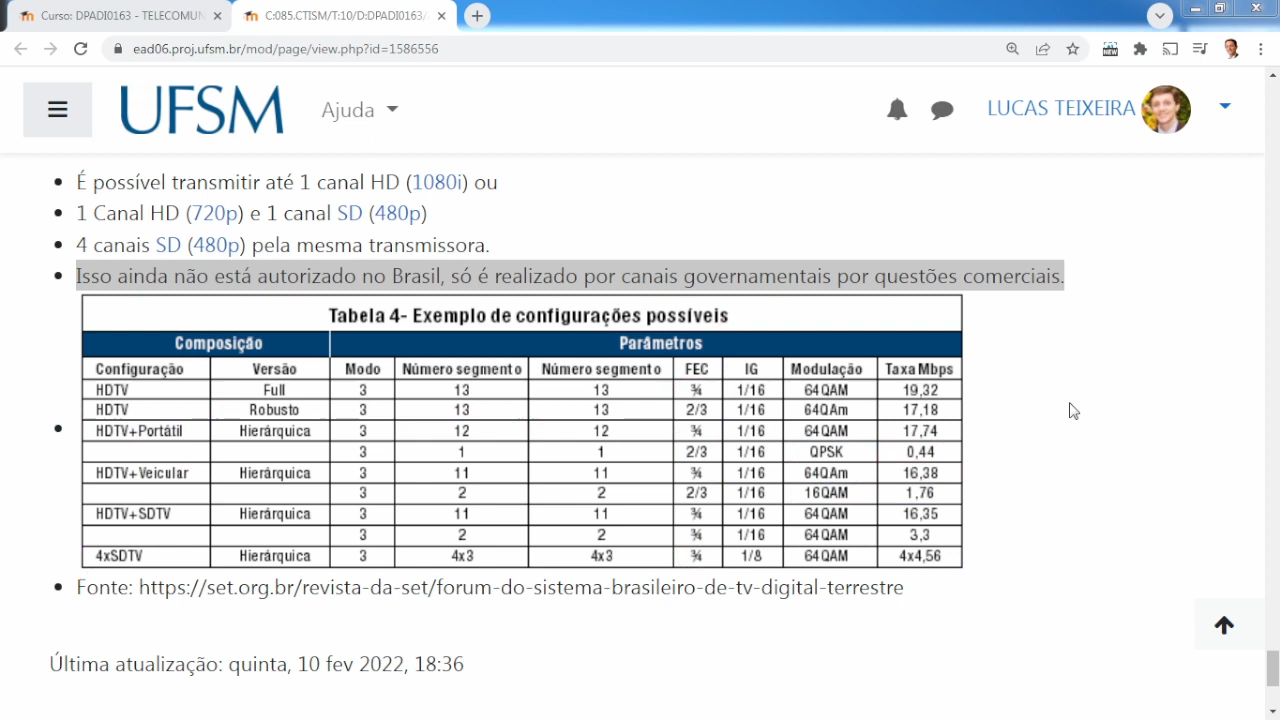 Curso: DPADI0163 - TELECOMUN
C:085.CTISM/T:10/D:DPADI0163/
ead06.proj.ufsm.br/mod/page/view.php?id=1586556
UFSM Ajuda LUCAS TEIXEIRA
É possível transmitir até 1 canal HD (1080i) ou
1 Canal HD (720p) e 1 canal SD (480p)
4 canais SD (480p) pela mesma transmissora.
Isso ainda não está autorizado no Brasil, só é realizado por canais governamentais por questões comerciais.
Tabela 4- Exemplo de configurações possíveis
Composição Parâmetros
Configuração Versão Modo Número segmento Número segmento FEC IG Modulação Taxa Mbps
HDTV Full 3 13 13 ¾ 1/16 64QAM 19,32
HDTV Robusto 3 13 13 2/3 1/16 64QAm 17,18
HDTV+Portátil Hierárquica 3 12 12 ¾ 1/16 64QAM 17,74
3 1 1 2/3 1/16 QPSK 0,44
HDTV+Veicular Hierárquica 3 11 11 ¾ 1/16 64QAm 16,38
3 2 2 2/3 1/16 16QAM 1,76
HDTV+SDTV Hierárquica 3 11 11 ¾ 1/16 64QAM 16,35
3 2 2 ¾ 1/16 64QAM 3,3
4xSDTV Hierárquica 3 4x3 4x3 ¾ 1/8 64QAM 4x4,56
Fonte: https://set.org.br/revista-da-set/forum-do-sistema-brasileiro-de-tv-digital-terrestre
Última atualização: quinta, 10 fev 2022, 18:36